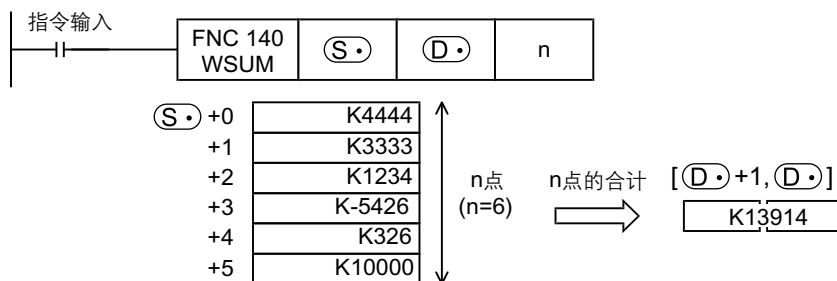 指令输入
FNC 140
WSUM
S· D· n
S· +0 K4444
+1 K3333
+2 K1234
+3 K-5426
+4 K326
+5 K10000
n点
(n=6)
n点的合计
[D·+1, D·]
K13914